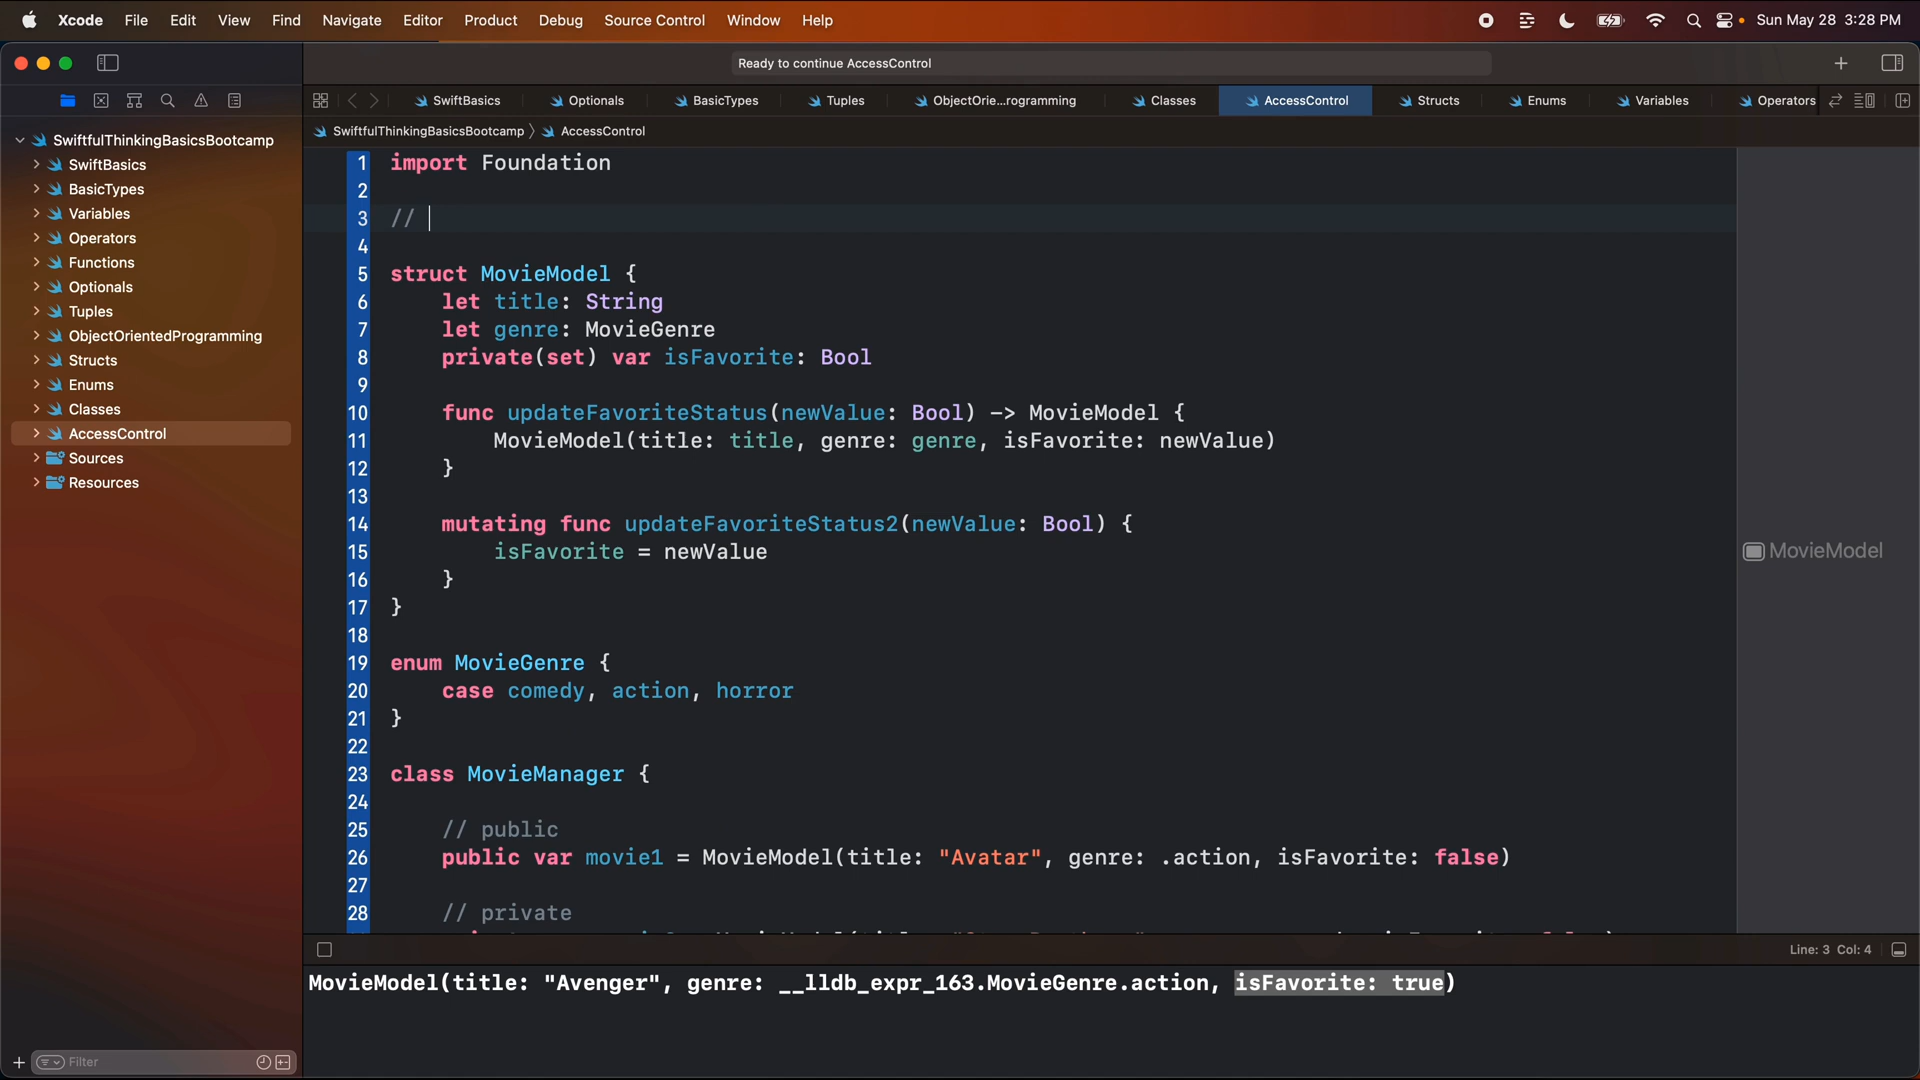 Xcode File Edit View Find Navigate Editor Product Debug Source Control Window Help Sun May 28 3:28 PM
Ready to continue AccessControl
SwiftBasics Optionals BasicTypes Tuples ObjectOrie...rogramming Classes AccessControl Structs Enums Variables Operators
SwiftfulThinkingBasicsBootcamp AccessControl
SwiftfulThinkingBasicsBootcamp
SwiftBasics
BasicTypes
Variables
Operators
Functions
Optionals
Tuples
ObjectOrientedProgramming
Structs
Enums
Classes
AccessControl
Sources
Resources
Filter
1 import Foundation
2
3 //
4
5 struct MovieModel {
6 let title: String
7 let genre: MovieGenre
8 private(set) var isFavorite: Bool
9
10 func updateFavoriteStatus(newValue: Bool) -> MovieModel {
11 MovieModel(title: title, genre: genre, isFavorite: newValue)
12 }
13
14 mutating func updateFavoriteStatus2(newValue: Bool) {
15 isFavorite = newValue
16 }
17 }
18
19 enum MovieGenre {
20 case comedy, action, horror
21 }
22
23 class MovieManager {
24
25 // public
26 public var movie1 = MovieModel(title: "Avatar", genre: .action, isFavorite: false)
27
28 // private
MovieModel
Line: 3 Col: 4
MovieModel(title: "Avenger", genre: __lldb_expr_163.MovieGenre.action, isFavorite: true)